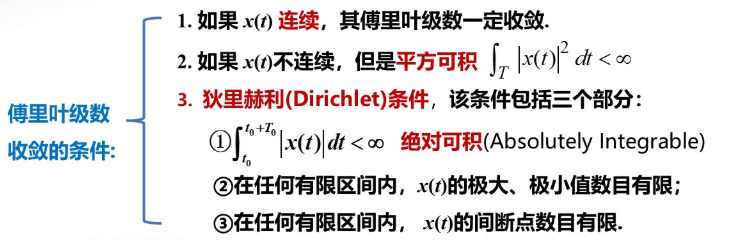 傅里叶级数
收敛的条件:
1. 如果 x(t) 连续，其傅里叶级数一定收敛.
2. 如果 x(t)不连续，但是平方可积 ∫_T |x(t)|² dt < ∞
3. 狄里赫利(Dirichlet)条件，该条件包括三个部分：
①∫_{t₀}^{t₀+T₀} |x(t)| dt < ∞ 绝对可积(Absolutely Integrable)
②在任何有限区间内，x(t)的极大、极小值数目有限；
③在任何有限区间内， x(t)的间断点数目有限.